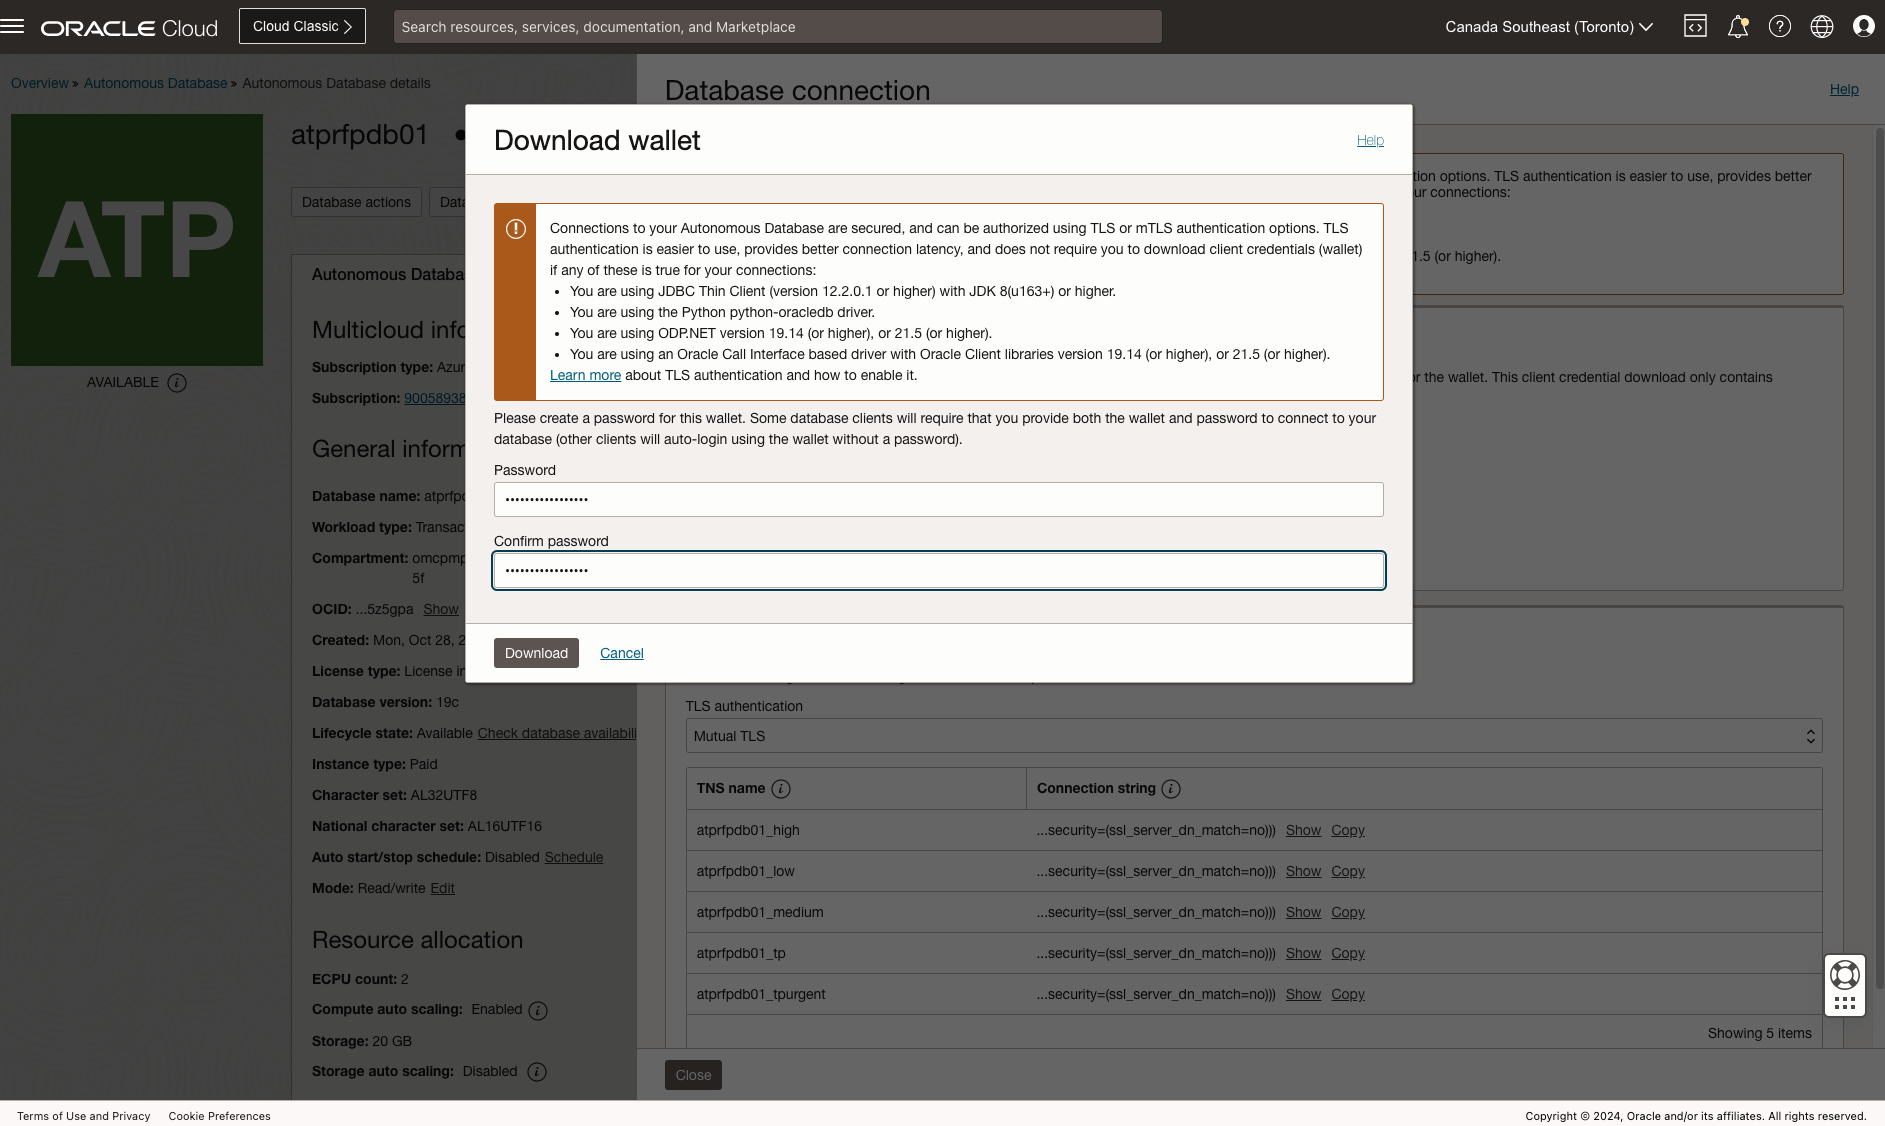 ORACLE Cloud
Cloud Classic
Search resources, services, documentation, and Marketplace
Canada Southeast (Toronto)
Overview » Autonomous Database » Autonomous Database details
ATP
AVAILABLE
atprfpdb01
Database actions
Autonomous Databa
Multicloud info
Subscription type: Azur
Subscription: 90058938
General inform
Database name: atprfpd
Workload type: Transac
Compartment: omcpmp
5f
OCID: ...5z5gpa Show
Created: Mon, Oct 28, 2
License type: License in
Database version: 19c
Lifecycle state: Available Check database availabili
Instance type: Paid
Character set: AL32UTF8
National character set: AL16UTF16
Auto start/stop schedule: Disabled Schedule
Mode: Read/write Edit
Resource allocation
ECPU count: 2
Compute auto scaling: Enabled
Storage: 20 GB
Storage auto scaling: Disabled
Database connection
Help
tion options. TLS authentication is easier to use, provides better
ur connections:
1.5 (or higher).
or the wallet. This client credential download only contains
Download wallet
Help
Connections to your Autonomous Database are secured, and can be authorized using TLS or mTLS authentication options. TLS
authentication is easier to use, provides better connection latency, and does not require you to download client credentials (wallet)
if any of these is true for your connections:
• You are using JDBC Thin Client (version 12.2.0.1 or higher) with JDK 8(u163+) or higher.
• You are using the Python python-oracledb driver.
• You are using ODP.NET version 19.14 (or higher), or 21.5 (or higher).
• You are using an Oracle Call Interface based driver with Oracle Client libraries version 19.14 (or higher), or 21.5 (or higher).
Learn more about TLS authentication and how to enable it.
Please create a password for this wallet. Some database clients will require that you provide both the wallet and password to connect to your
database (other clients will auto-login using the wallet without a password).
Password
•••••••••••••••••
Confirm password
•••••••••••••••••
Download
Cancel
TLS authentication
Mutual TLS
TNS name
Connection string
atprfpdb01_high ...security=(ssl_server_dn_match=no))) Show Copy
atprfpdb01_low ...security=(ssl_server_dn_match=no))) Show Copy
atprfpdb01_medium ...security=(ssl_server_dn_match=no))) Show Copy
atprfpdb01_tp ...security=(ssl_server_dn_match=no))) Show Copy
atprfpdb01_tpurgent ...security=(ssl_server_dn_match=no))) Show Copy
Showing 5 items
Close
Terms of Use and Privacy
Cookie Preferences
Copyright © 2024, Oracle and/or its affiliates. All rights reserved.